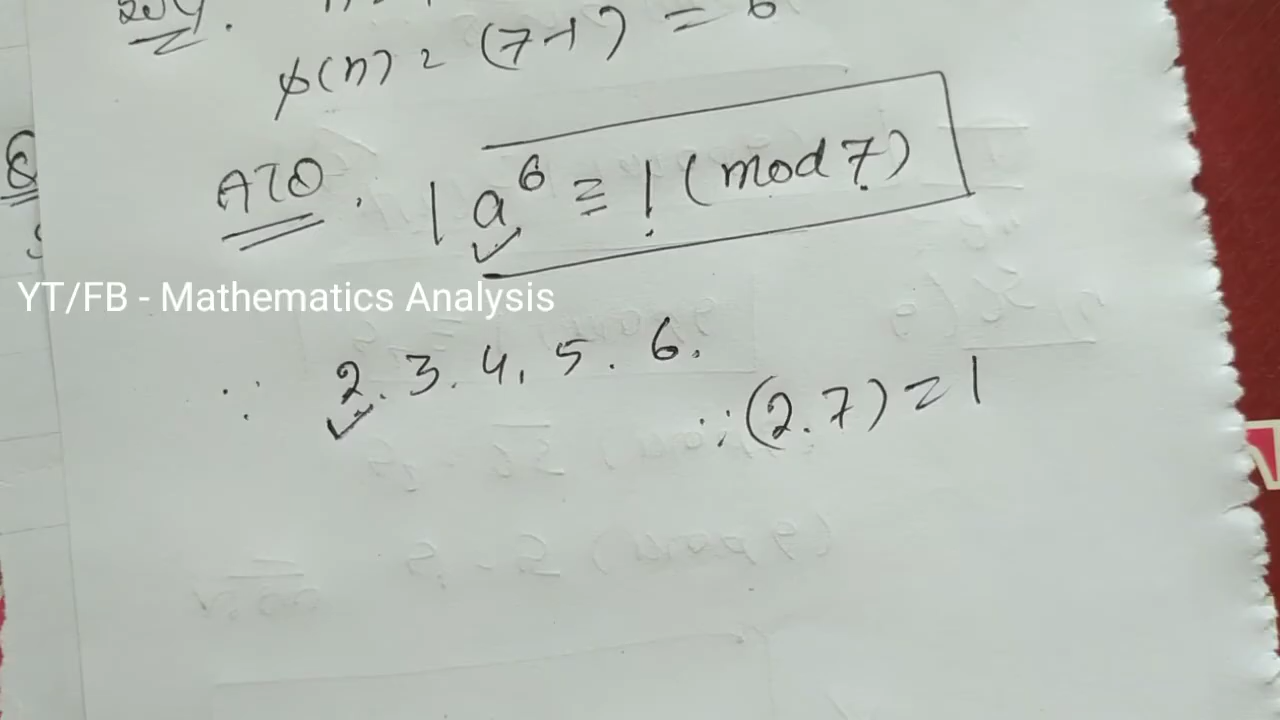 φ(n) = (7-1) = 6
ATQ. a⁶ ≡ 1 (mod 7)
YT/FB - Mathematics Analysis
∵ 2. 3. 4. 5. 6.
∵ (2.7) = 1